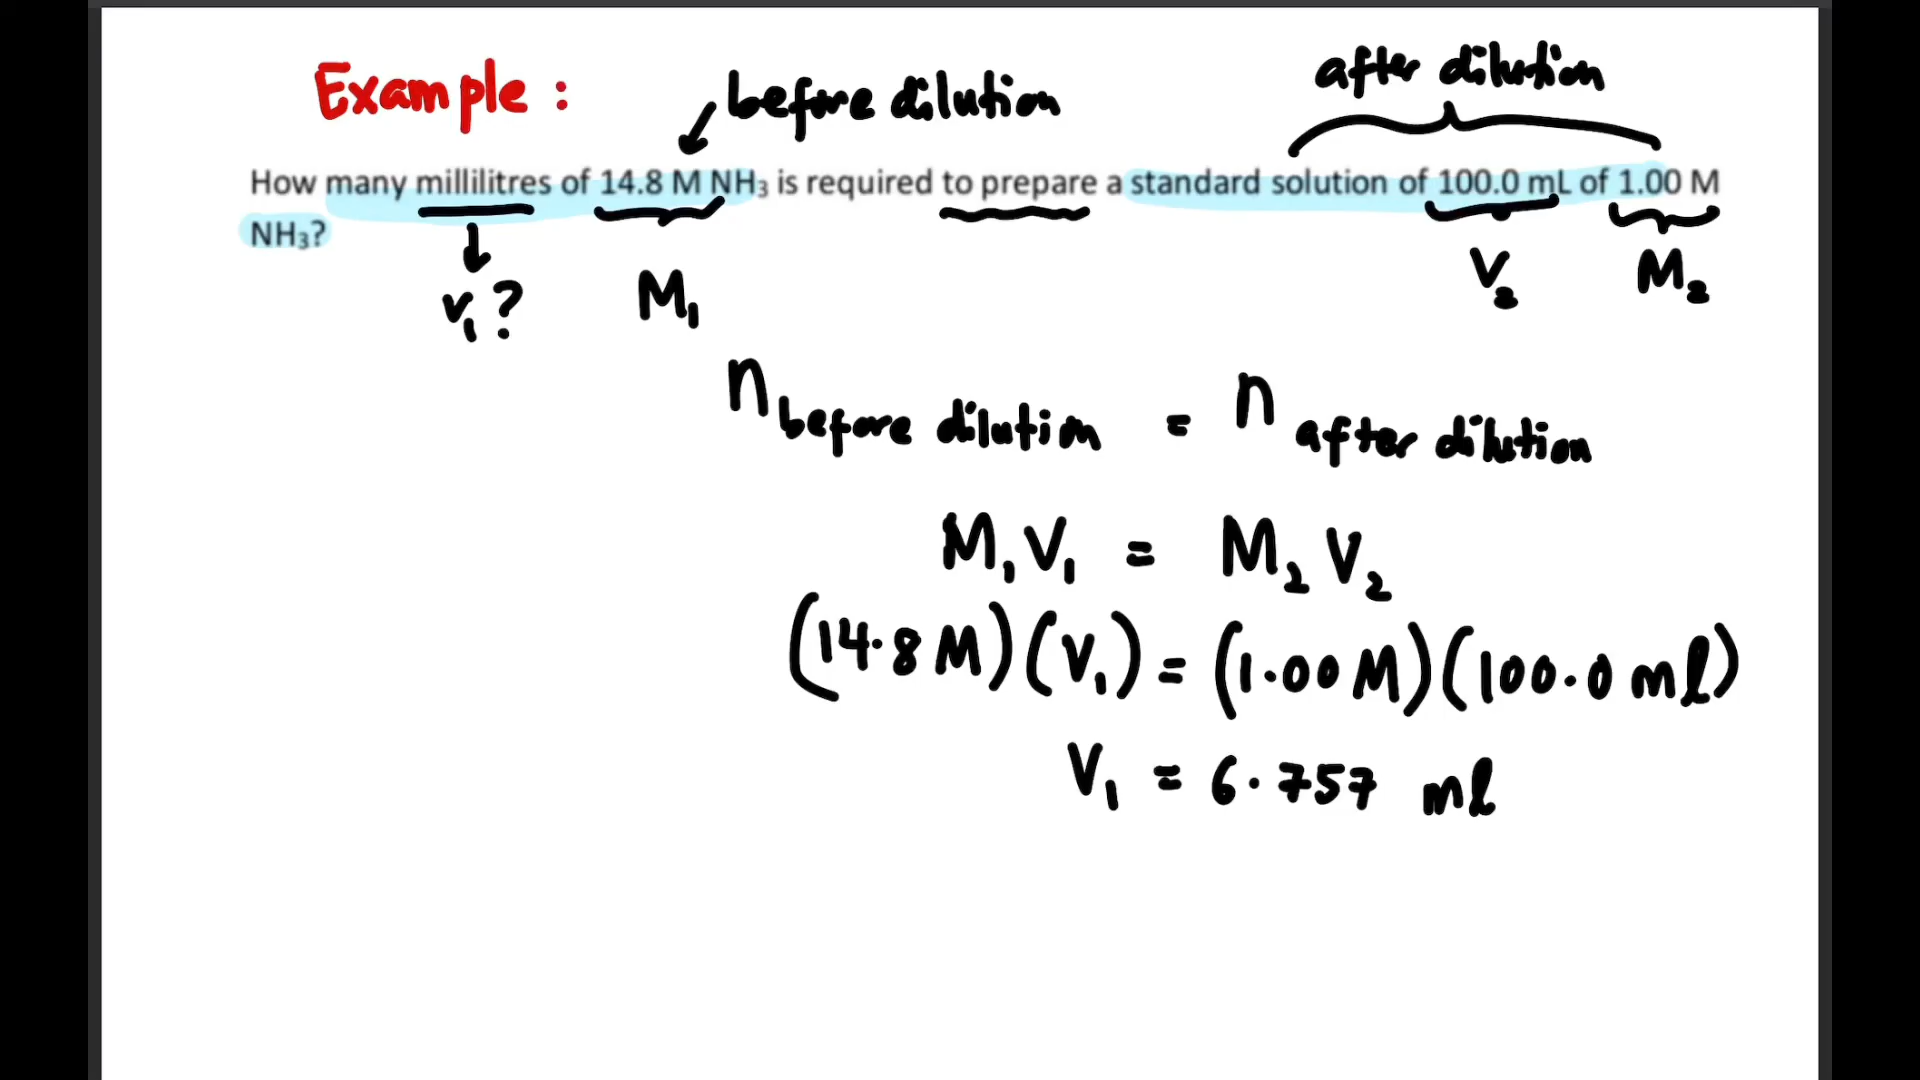 Example :
before dilution
after dilution
How many millilitres of 14.8 M NH₃ is required to prepare a standard solution of 100.0 mL of 1.00 M
NH₃?
V₁? M₁ V₂ M₂
n before dilution = n after dilution
M₁V₁ = M₂V₂
(14.8 M)(V₁) = (1.00 M)(100.0 ml)
V₁ = 6.757 ml